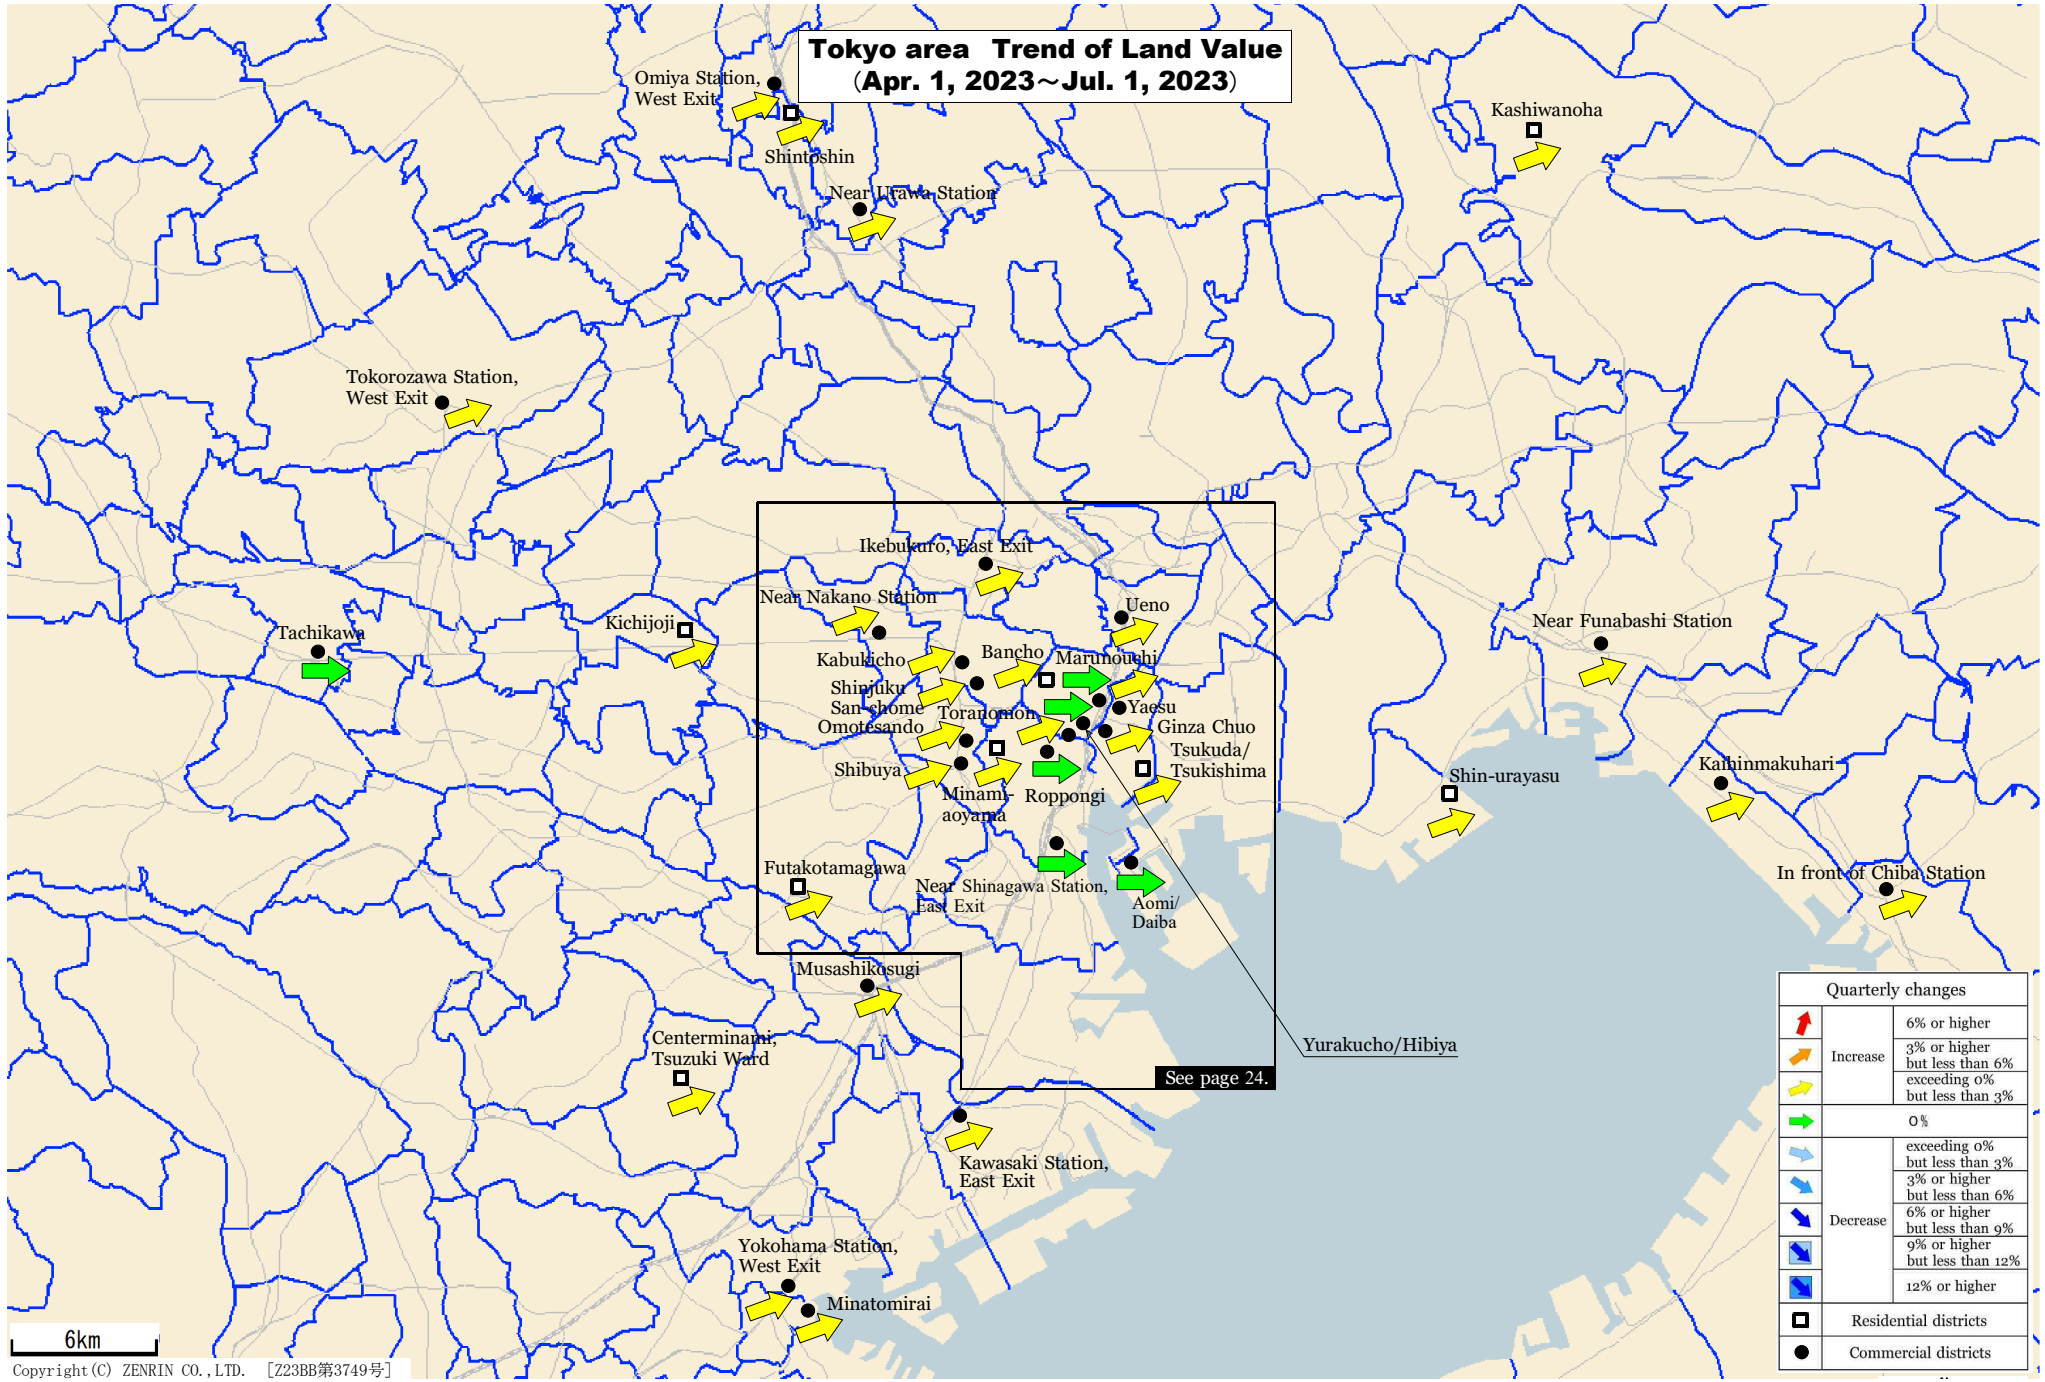 Tokyo area Trend of Land Value
(Apr. 1, 2023～Jul. 1, 2023)
Omiya Station,
West Exit
Shintoshin
Near Urawa Station
Kashiwanoha
Tokorozawa Station,
West Exit
Ikebukuro, East Exit
Near Nakano Station
Ueno
Kichijoji
Tachikawa
Near Funabashi Station
Kabukicho
Bancho
Marunouchi
Shinjuku
San-chome
Toranomon
Yaesu
Omotesando
Ginza Chuo
Tsukuda/
Tsukishima
Shibuya
Minami-
aoyama
Roppongi
Kaihinmakuhari
Shin-urayasu
Futakotamagawa
Near Shinagawa Station,
East Exit
Aomi/
Daiba
In front of Chiba Station
Musashikosugi
Centerminami,
Tsuzuki Ward
Yurakucho/Hibiya
See page 24.
Kawasaki Station,
East Exit
Yokohama Station,
West Exit
Minatomirai
Quarterly changes
Increase
6% or higher
3% or higher
but less than 6%
exceeding 0%
but less than 3%
0%
Decrease
exceeding 0%
but less than 3%
3% or higher
but less than 6%
6% or higher
but less than 9%
9% or higher
but less than 12%
12% or higher
Residential districts
Commercial districts
6km
Copyright(C) ZENRIN CO.,LTD. [Z23BB第3749号]